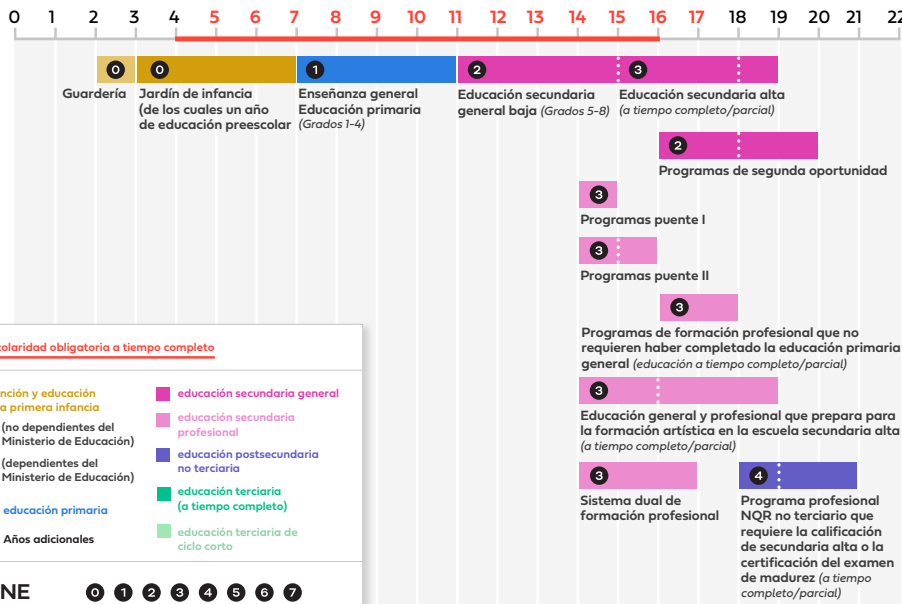 0 1 2 3 4 5 6 7 8 9 10 11 12 13 14 15 16 17 18 19 20 21 22
0 0 1 2 3
Guardería
Jardín de infancia
(de los cuales un año
de educación preescolar
Enseñanza general
Educación primaria
(Grados 1-4)
Educación secundaria
general baja (Grados 5-8)
Educación secundaria alta
(a tiempo completo/parcial)
2
Programas de segunda oportunidad
3
Programas puente I
3
Programas puente II
3
Programas de formación profesional que no
requieren haber completado la educación primaria
general (educación a tiempo completo/parcial)
3
Educación general y profesional que prepara para
la formación artística en la escuela secundaria alta
(a tiempo completo/parcial)
3
Sistema dual de
formación profesional
4
Programa profesional
NQR no terciario que
requiere la calificación
de secundaria alta o la
certificación del examen
de madurez (a tiempo
completo/parcial)
colaridad obligatoria a tiempo completo
nción y educación
a primera infancia
(no dependientes del
Ministerio de Educación)
(dependientes del
Ministerio de Educación)
educación primaria
Años adicionales
educación secundaria general
educación secundaria
profesional
educación postsecundaria
no terciaria
educación terciaria
(a tiempo completo)
educación terciaria de
ciclo corto
NE 0 1 2 3 4 5 6 7